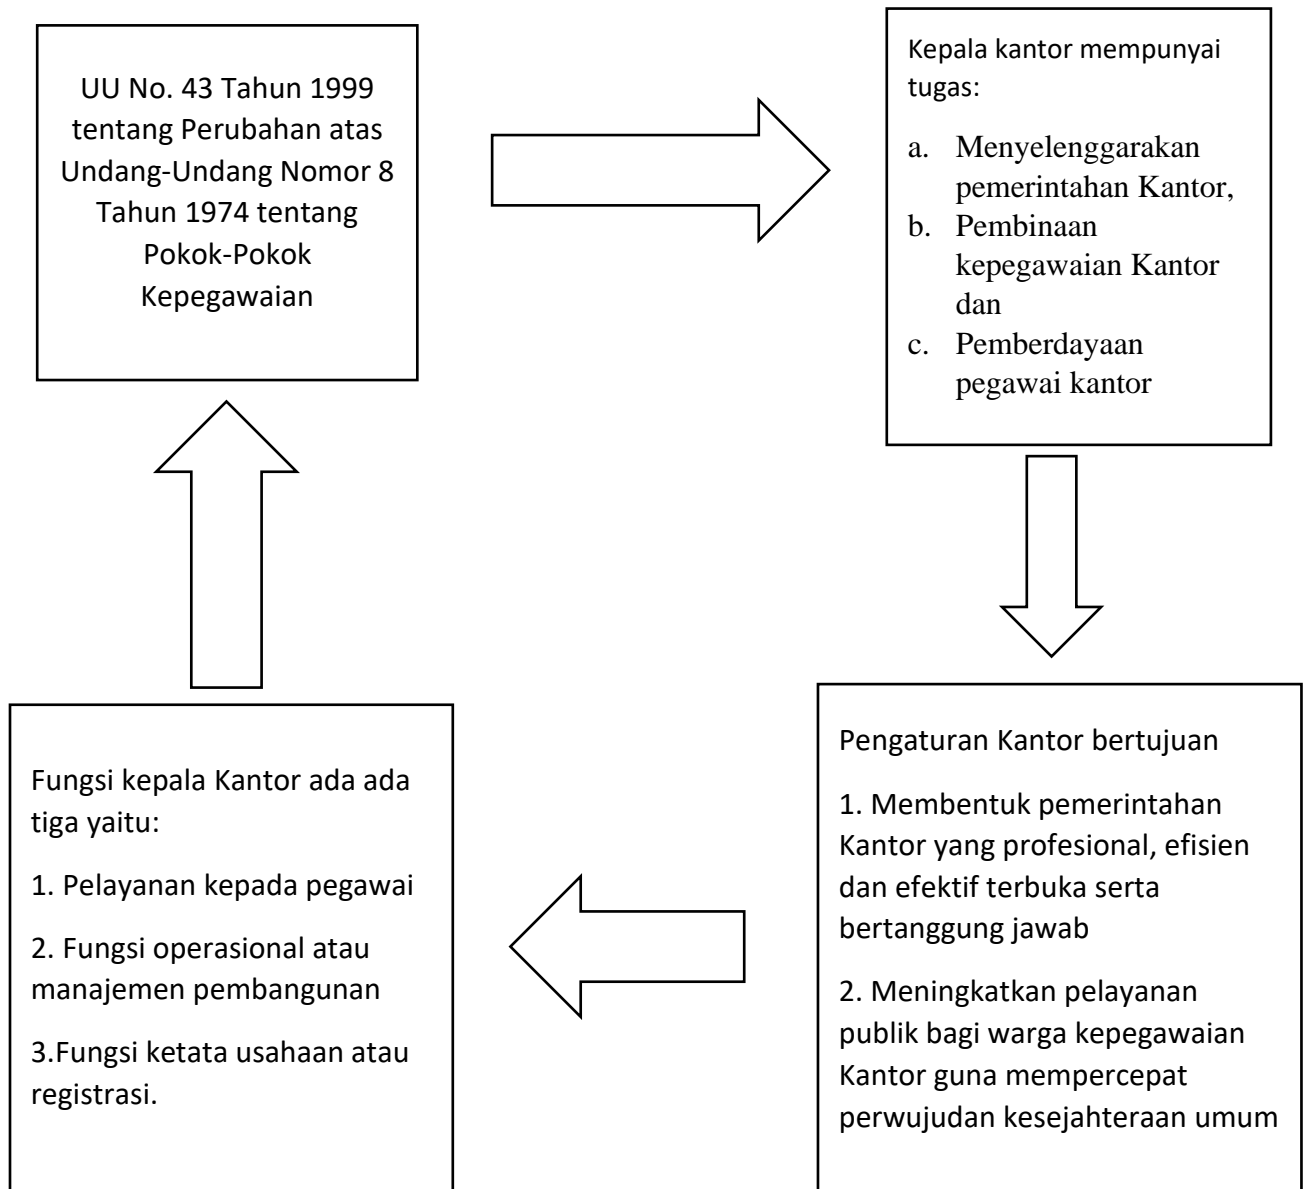 UU No. 43 Tahun 1999
tentang Perubahan atas
Undang-Undang Nomor 8
Tahun 1974 tentang
Pokok-Pokok
Kepegawaian
Kepala kantor mempunyai
tugas:
a. Menyelenggarakan
pemerintahan Kantor,
b. Pembinaan
kepegawaian Kantor
dan
c. Pemberdayaan
pegawai kantor
Pengaturan Kantor bertujuan
1. Membentuk pemerintahan
Kantor yang profesional, efisien
dan efektif terbuka serta
bertanggung jawab
2. Meningkatkan pelayanan
publik bagi warga kepegawaian
Kantor guna mempercepat
perwujudan kesejahteraan umum
Fungsi kepala Kantor ada ada
tiga yaitu:
1. Pelayanan kepada pegawai
2. Fungsi operasional atau
manajemen pembangunan
3.Fungsi ketata usahaan atau
registrasi.